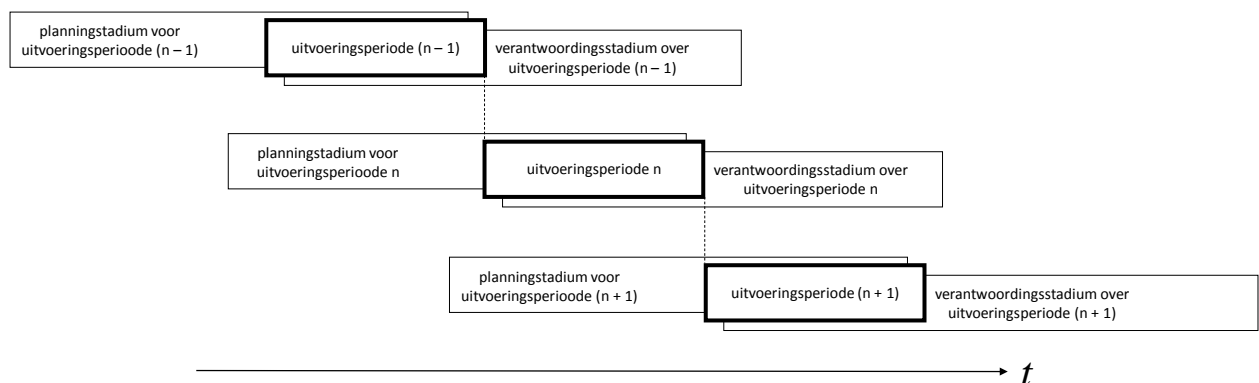 planningstadium voor
uitvoeringsperioode (n – 1)
uitvoeringsperiode (n – 1)
verantwoordingsstadium over
uitvoeringsperiode (n – 1)
planningstadium voor
uitvoeringsperioode n
uitvoeringsperiode n
verantwoordingsstadium over
uitvoeringsperiode n
planningstadium voor
uitvoeringsperioode (n + 1)
uitvoeringsperiode (n + 1)
verantwoordingsstadium over
uitvoeringsperiode (n + 1)
t